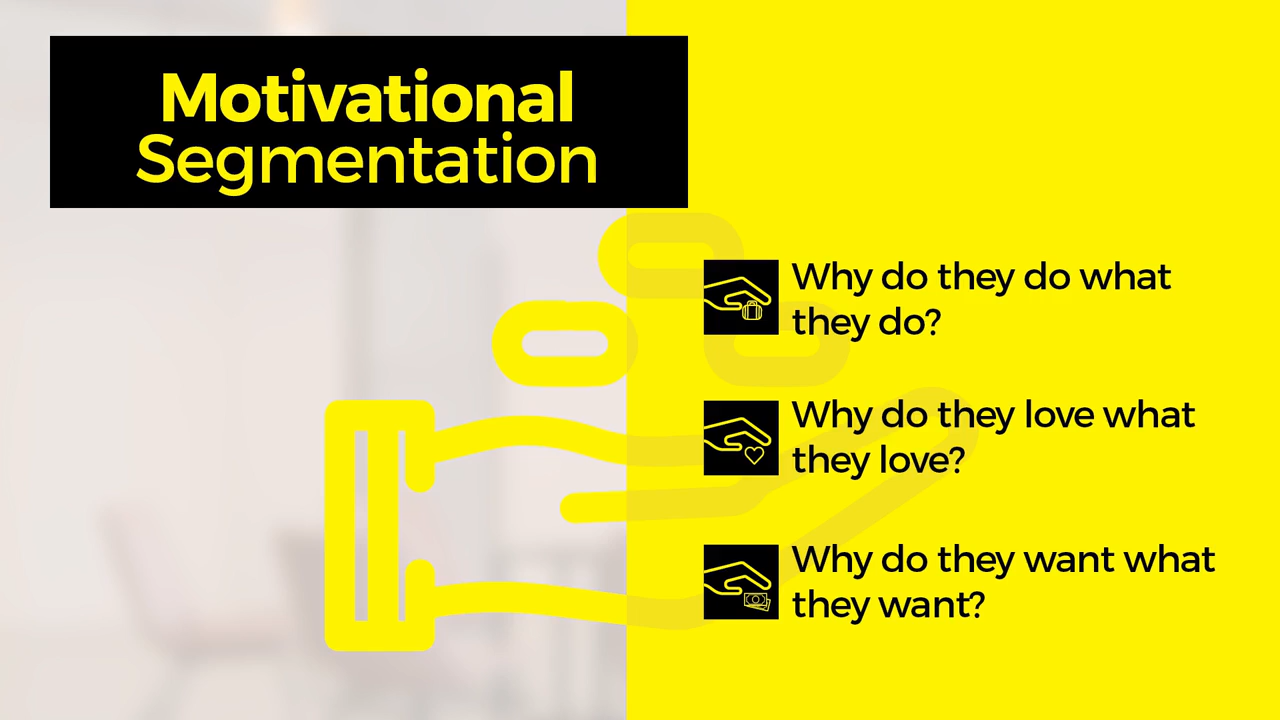 Motivational
Segmentation
Why do they do what
they do?
Why do they love what
they love?
Why do they want what
they want?